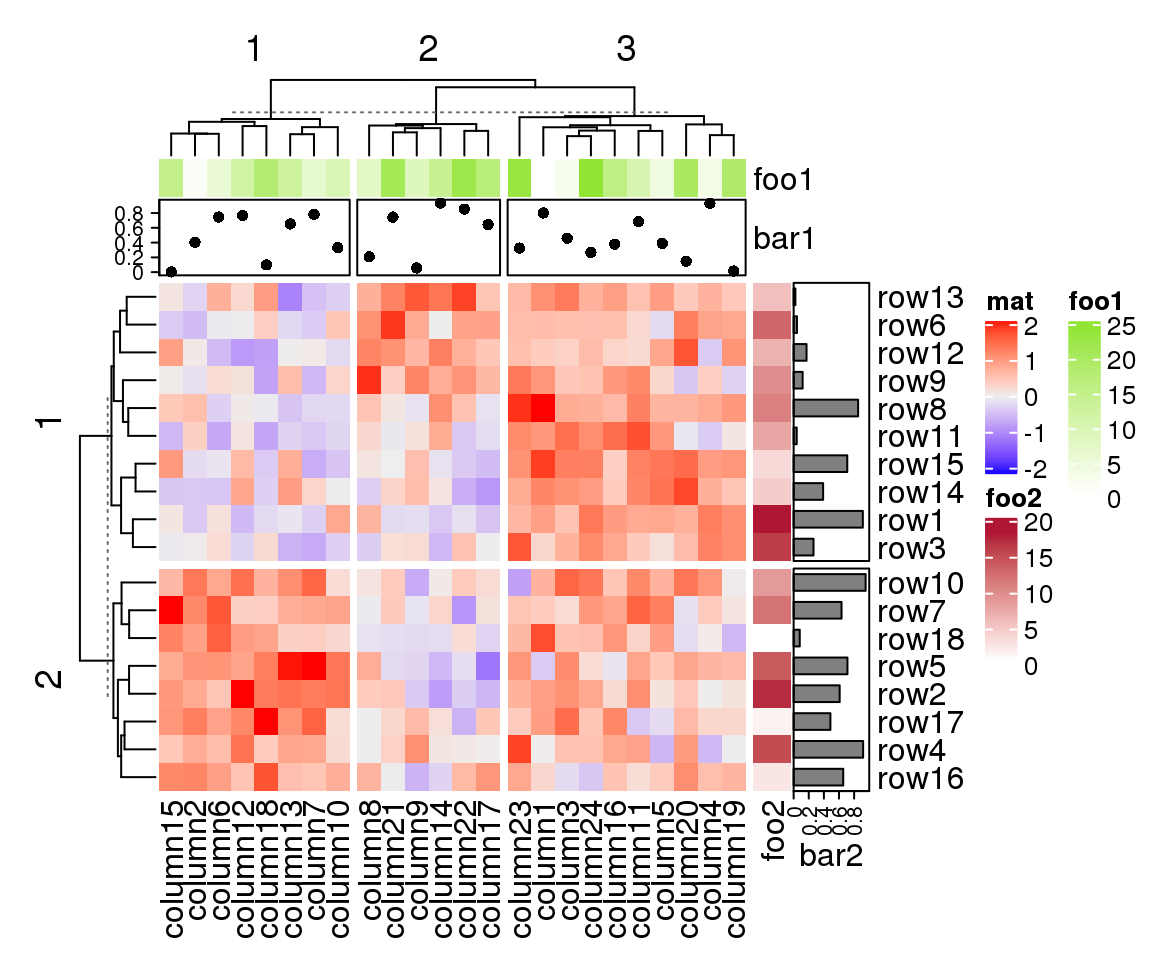 1 2 3
foo1
0.8
0.6
0.4
0.2
0
bar1
1
2
row13
row6
row12
row9
row8
row11
row15
row14
row1
row3
row10
row7
row18
row5
row2
row17
row4
row16
column15
column2
column6
column12
column18
column13
column7
column10
column8
column21
column9
column14
column22
column17
column23
column1
column3
column24
column16
column11
column5
column20
column4
column19
foo2
0
0.2
0.4
0.6
0.8
bar2
mat
2
1
0
-1
-2
foo2
20
15
10
5
0
foo1
25
20
15
10
5
0